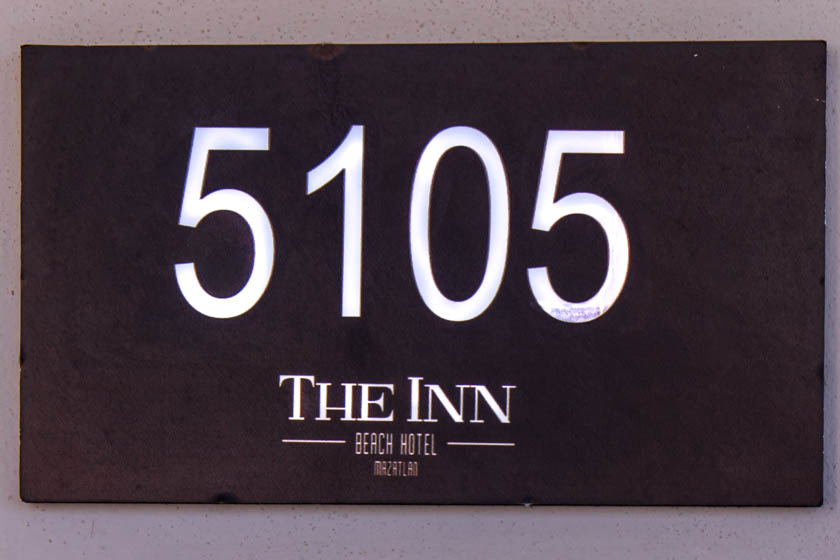 5105
THE INN
BEACH HOTEL
MAZATLAN